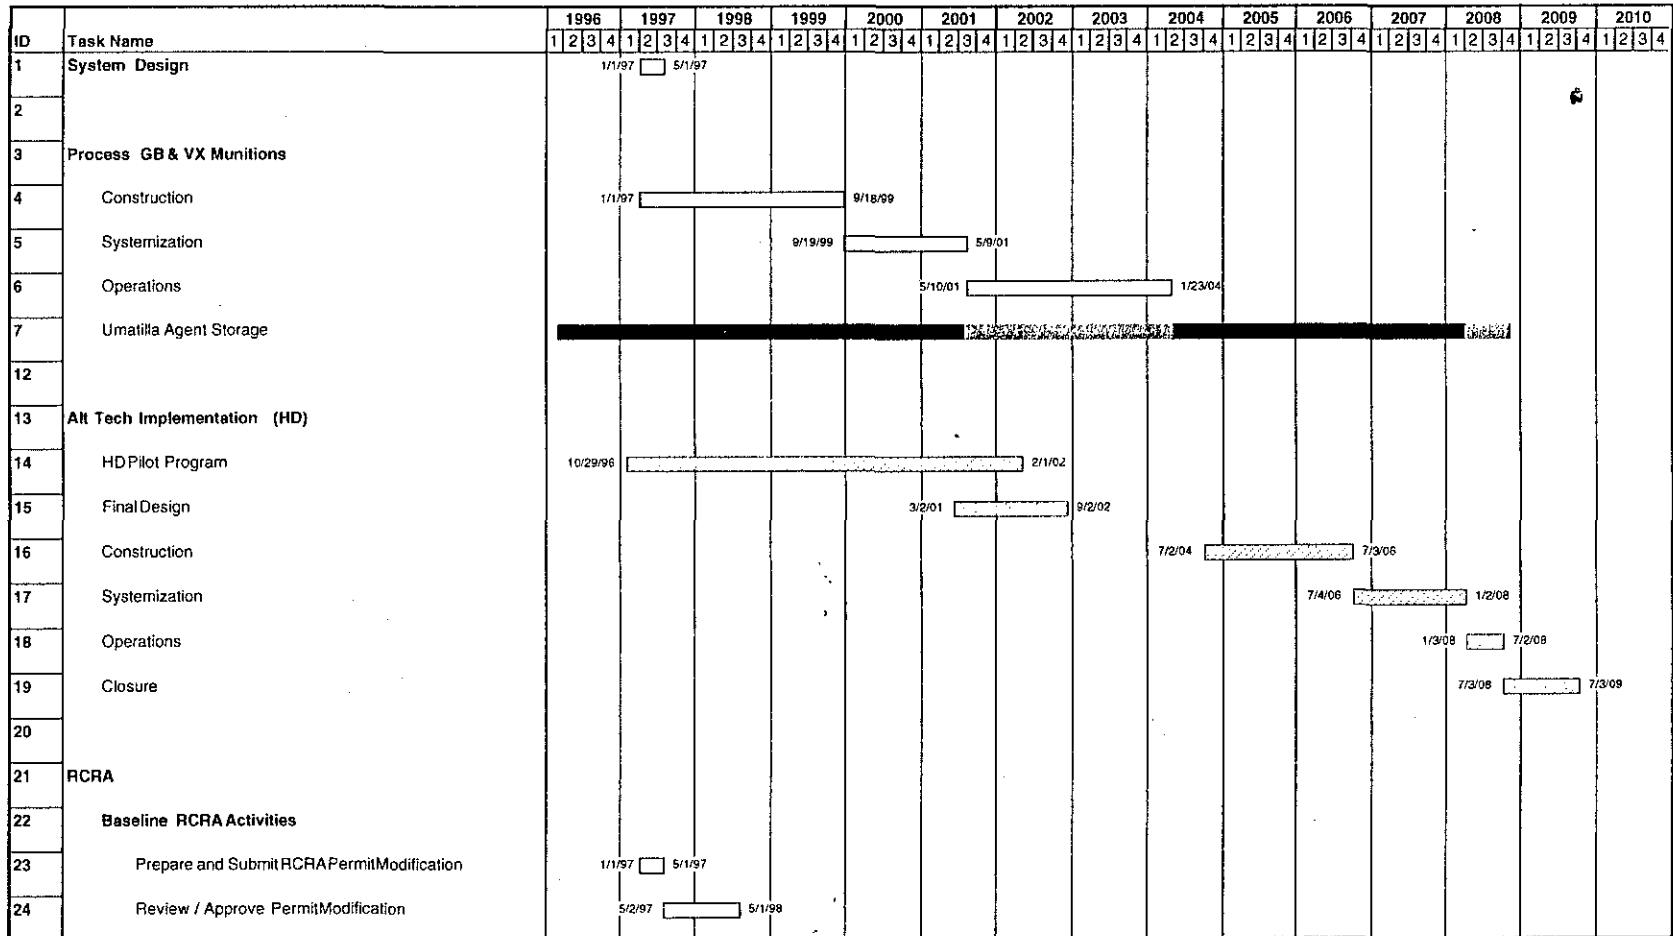 1996 1997 1998 1999 2000 2001 2002 2003 2004 2005 2006 2007 2008 2009 2010
ID Task Name 1 2 3 4 1 2 3 4 1 2 3 4 1 2 3 4 1 2 3 4 1 2 3 4 1 2 3 4 1 2 3 4 1 2 3 4 1 2 3 4 1 2 3 4 1 2 3 4 1 2 3 4 1 2 3 4 1 2 3 4
1 System Design 1/1/97 5/1/97
2
3 Process GB & VX Munitions
4 Construction 1/1/97 9/18/99
5 Systemization 9/19/99 5/9/01
6 Operations 5/10/01 1/23/04
7 Umatilla Agent Storage
12
13 Alt Tech Implementation (HD)
14 HD Pilot Program 10/29/96 2/1/02
15 Final Design 3/2/01 9/2/02
16 Construction 7/2/04 7/3/06
17 Systemization 7/4/06 1/2/08
18 Operations 1/3/08 7/2/08
19 Closure 7/3/08 7/3/09
20
21 RCRA
22 Baseline RCRA Activities
23 Prepare and Submit RCRA Permit Modification 1/1/97 5/1/97
24 Review / Approve Permit Modification 5/2/97 5/1/98